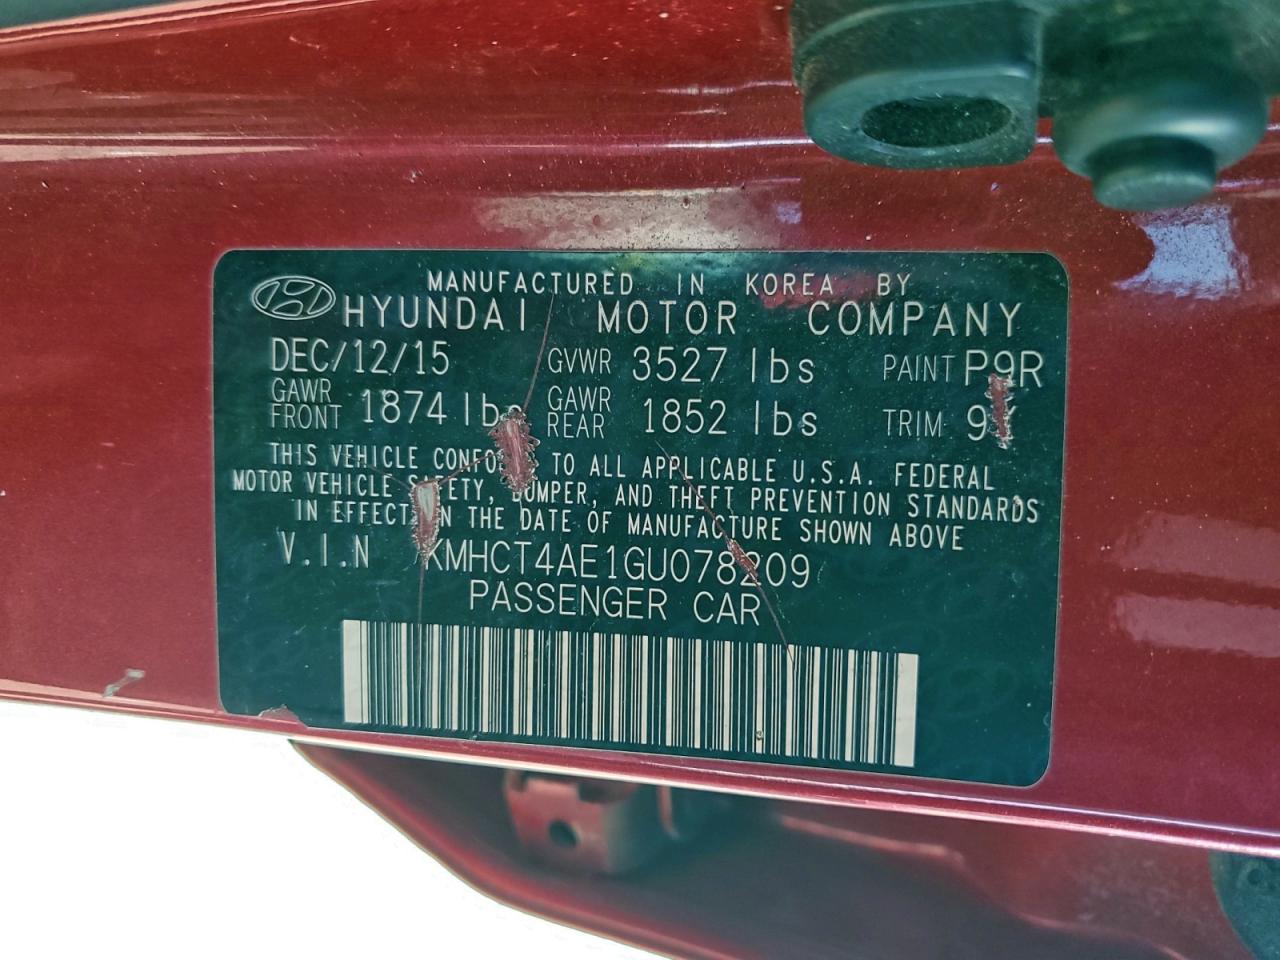 MANUFACTURED IN KOREA BY
HYUNDAI MOTOR COMPANY
DEC/12/15 GVWR 3527 lbs PAINT P9R
GAWR FRONT 1874 lbs GAWR REAR 1852 lbs TRIM
THIS VEHICLE TO ALL APPLICABLE U.S.A. FEDERAL
MOTOR VEHICLE SAFETY, BUMPER, AND THEFT PREVENTION STANDARDS
IN EFFECT ON THE DATE OF MANUFACTURE SHOWN ABOVE
V.I.N KMHCT4AE1GU078209
PASSENGER CAR